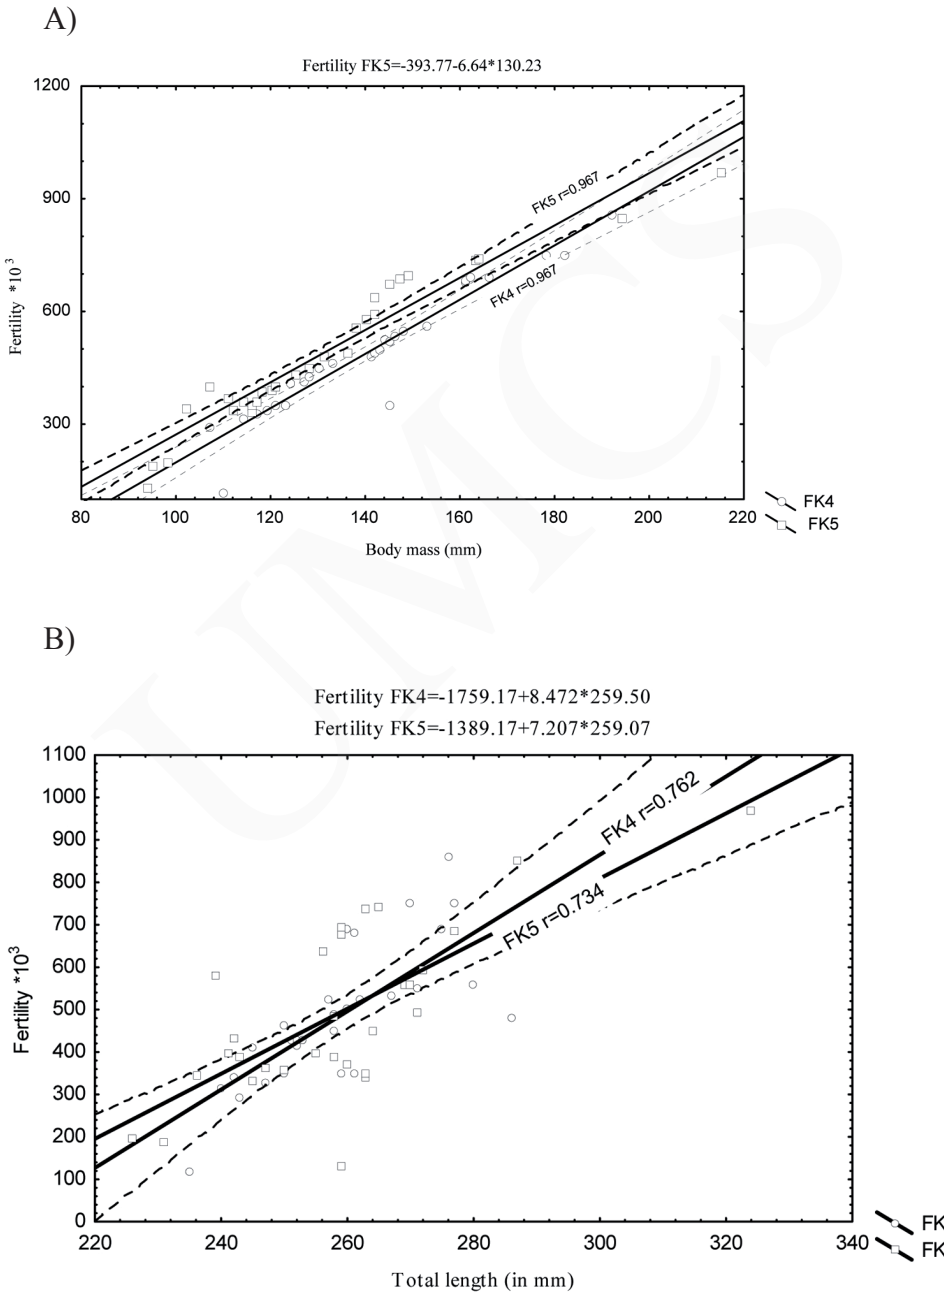 A)
Fertility FK5=-393.77-6.64*130.23
1200
900
600
300
Fertility *10³
FK5 r=0.967
FK4 r=0.967
80 100 120 140 160 180 200 220
Body mass (mm)
FK4
FK5
UMCS
B)
Fertility FK4=-1759.17+8.472*259.50
Fertility FK5=-1389.17+7.207*259.07
1100
1000
900
800
700
600
500
400
300
200
100
0
Fertility *10³
FK4 r=0.762
FK5 r=0.734
220 240 260 280 300 320 340
Total length (in mm)
FK
FK